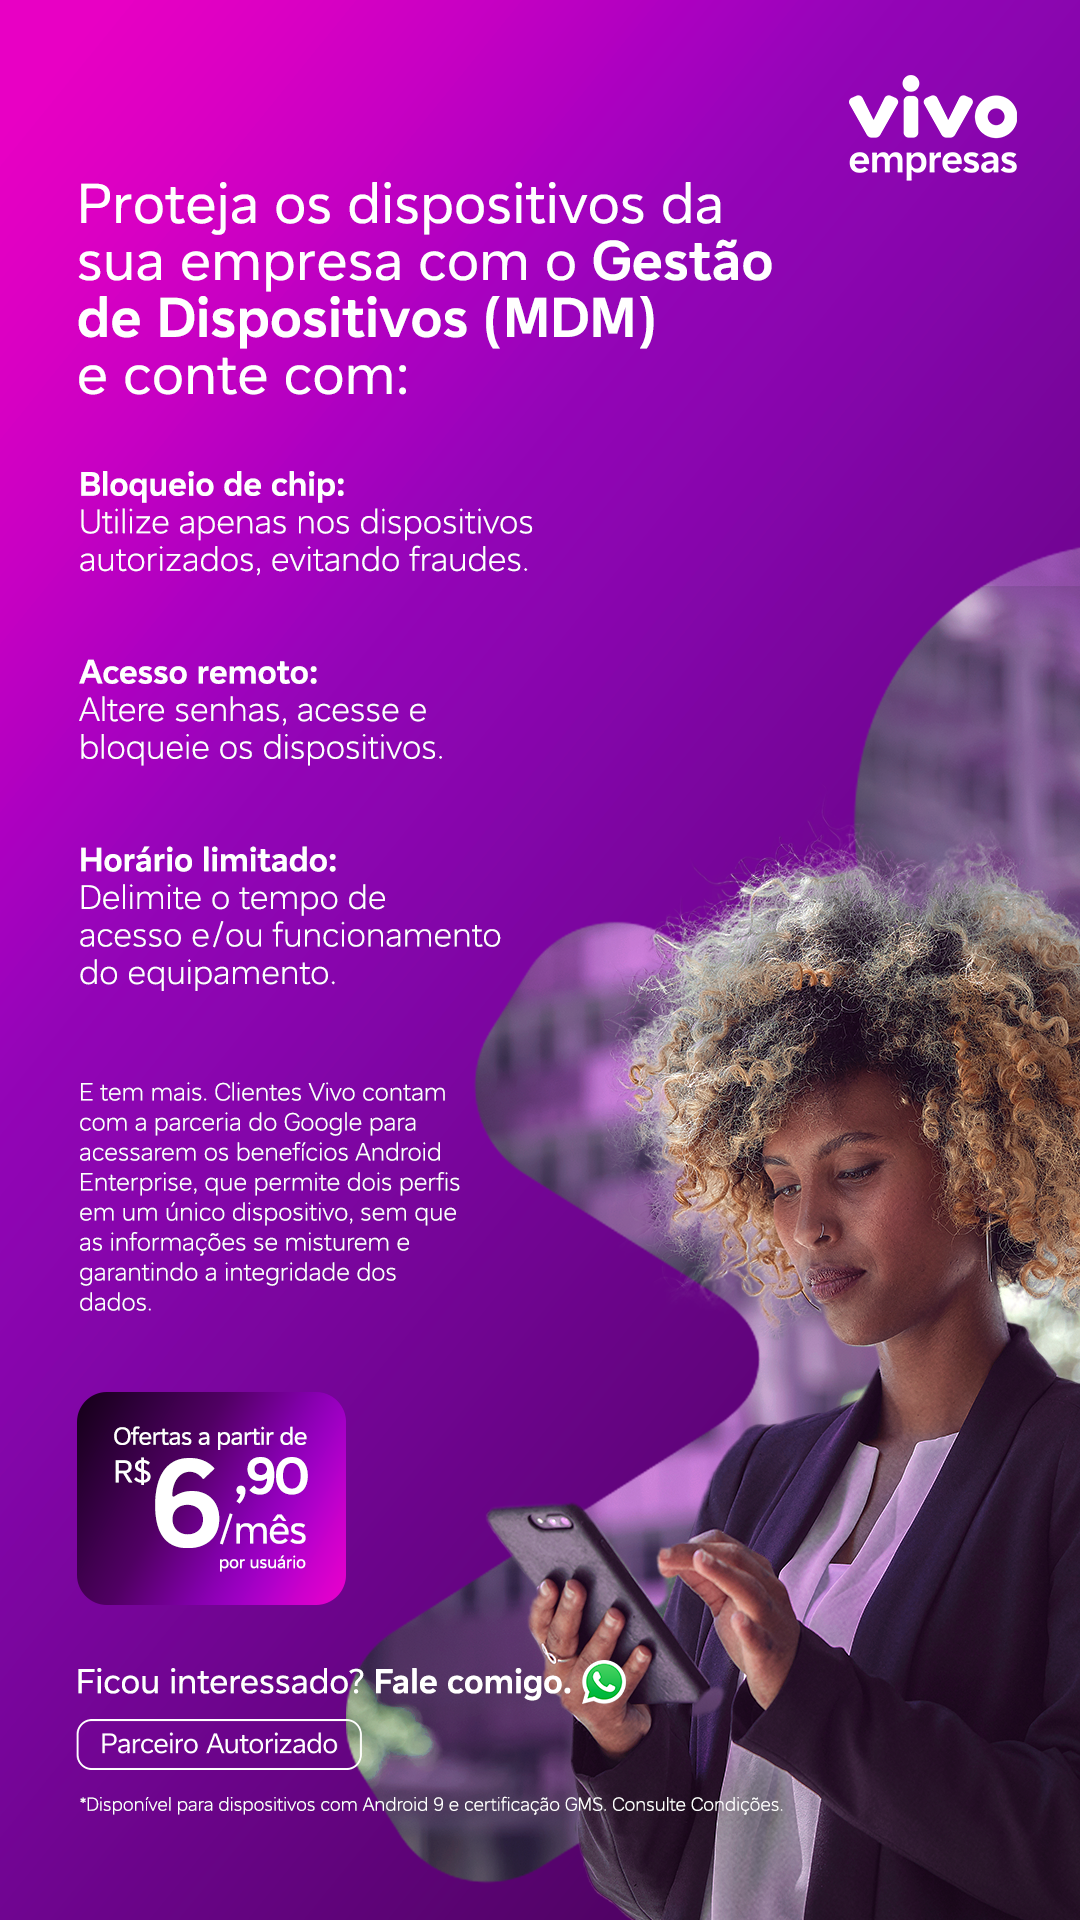 vivo
empresas
Proteja os dispositivos da
sua empresa com o Gestão
de Dispositivos (MDM)
e conte com:
Bloqueio de chip:
Utilize apenas nos dispositivos
autorizados, evitando fraudes.
Acesso remoto:
Altere senhas, acesse e
bloqueie os dispositivos.
Horário limitado:
Delimite o tempo de
acesso e/ou funcionamento
do equipamento.
E tem mais. Clientes Vivo contam
com a parceria do Google para
acessarem os benefícios Android
Enterprise, que permite dois perfis
em um único dispositivo, sem que
as informações se misturem e
garantindo a integridade dos
dados.
Ofertas a partir de
R$6,90
/mês
por usuário
Ficou interessado? Fale comigo.
Parceiro Autorizado
*Disponível para dispositivos com Android 9 e certificação GMS. Consulte Condições.